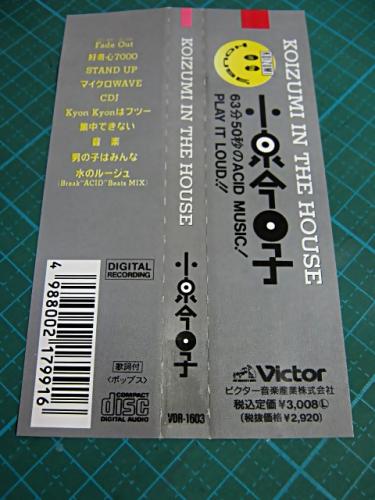 Fade Out
好奇心7000
STAND UP
マイクロWAVE
CDJ
Kyon Kyonはフツー
集中できない
音楽
男の子はみんな
水のルージュ
(Break "ACID" Beats MIX)
DIGITAL
RECORDING
4988002179916
歌詞付
<ポップス>
COMPACT
disc
DIGITAL AUDIO
KOIZUMI IN THE HOUSE
小泉今日子
VDR-1603
HOUSE
KOIZUMI IN THE HOUSE
小泉今日子
63分50秒のACID MUSIC!
PLAY IT LOUD!!
Victor
ビクター音楽産業株式会社
税込定価¥3,008Ⓛ
(税抜価格¥2,920)